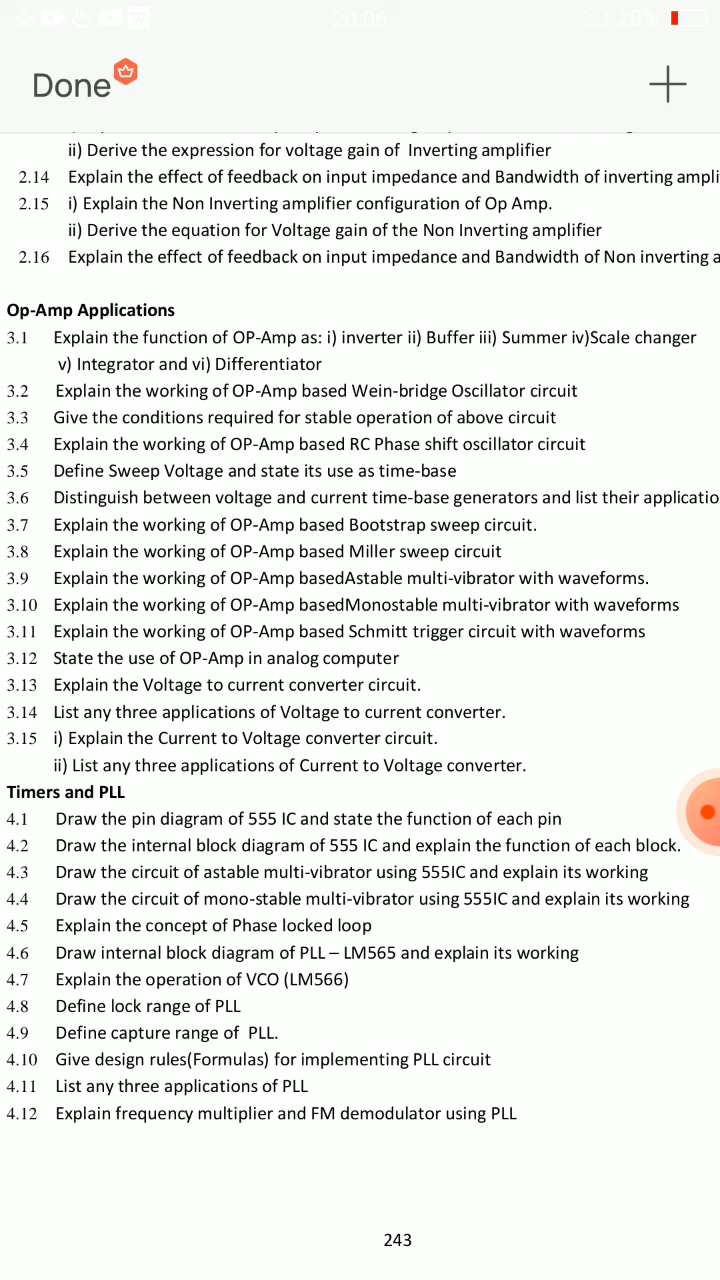 20:06
20%
Done
ii) Derive the expression for voltage gain of Inverting amplifier
2.14 Explain the effect of feedback on input impedance and Bandwidth of inverting ampli
2.15 i) Explain the Non Inverting amplifier configuration of Op Amp.
ii) Derive the equation for Voltage gain of the Non Inverting amplifier
2.16 Explain the effect of feedback on input impedance and Bandwidth of Non inverting a
Op-Amp Applications
3.1 Explain the function of OP-Amp as: i) inverter ii) Buffer iii) Summer iv)Scale changer
v) Integrator and vi) Differentiator
3.2 Explain the working of OP-Amp based Wein-bridge Oscillator circuit
3.3 Give the conditions required for stable operation of above circuit
3.4 Explain the working of OP-Amp based RC Phase shift oscillator circuit
3.5 Define Sweep Voltage and state its use as time-base
3.6 Distinguish between voltage and current time-base generators and list their applicatio
3.7 Explain the working of OP-Amp based Bootstrap sweep circuit.
3.8 Explain the working of OP-Amp based Miller sweep circuit
3.9 Explain the working of OP-Amp basedAstable multi-vibrator with waveforms.
3.10 Explain the working of OP-Amp basedMonostable multi-vibrator with waveforms
3.11 Explain the working of OP-Amp based Schmitt trigger circuit with waveforms
3.12 State the use of OP-Amp in analog computer
3.13 Explain the Voltage to current converter circuit.
3.14 List any three applications of Voltage to current converter.
3.15 i) Explain the Current to Voltage converter circuit.
ii) List any three applications of Current to Voltage converter.
Timers and PLL
4.1 Draw the pin diagram of 555 IC and state the function of each pin
4.2 Draw the internal block diagram of 555 IC and explain the function of each block.
4.3 Draw the circuit of astable multi-vibrator using 555IC and explain its working
4.4 Draw the circuit of mono-stable multi-vibrator using 555IC and explain its working
4.5 Explain the concept of Phase locked loop
4.6 Draw internal block diagram of PLL – LM565 and explain its working
4.7 Explain the operation of VCO (LM566)
4.8 Define lock range of PLL
4.9 Define capture range of PLL.
4.10 Give design rules(Formulas) for implementing PLL circuit
4.11 List any three applications of PLL
4.12 Explain frequency multiplier and FM demodulator using PLL
243